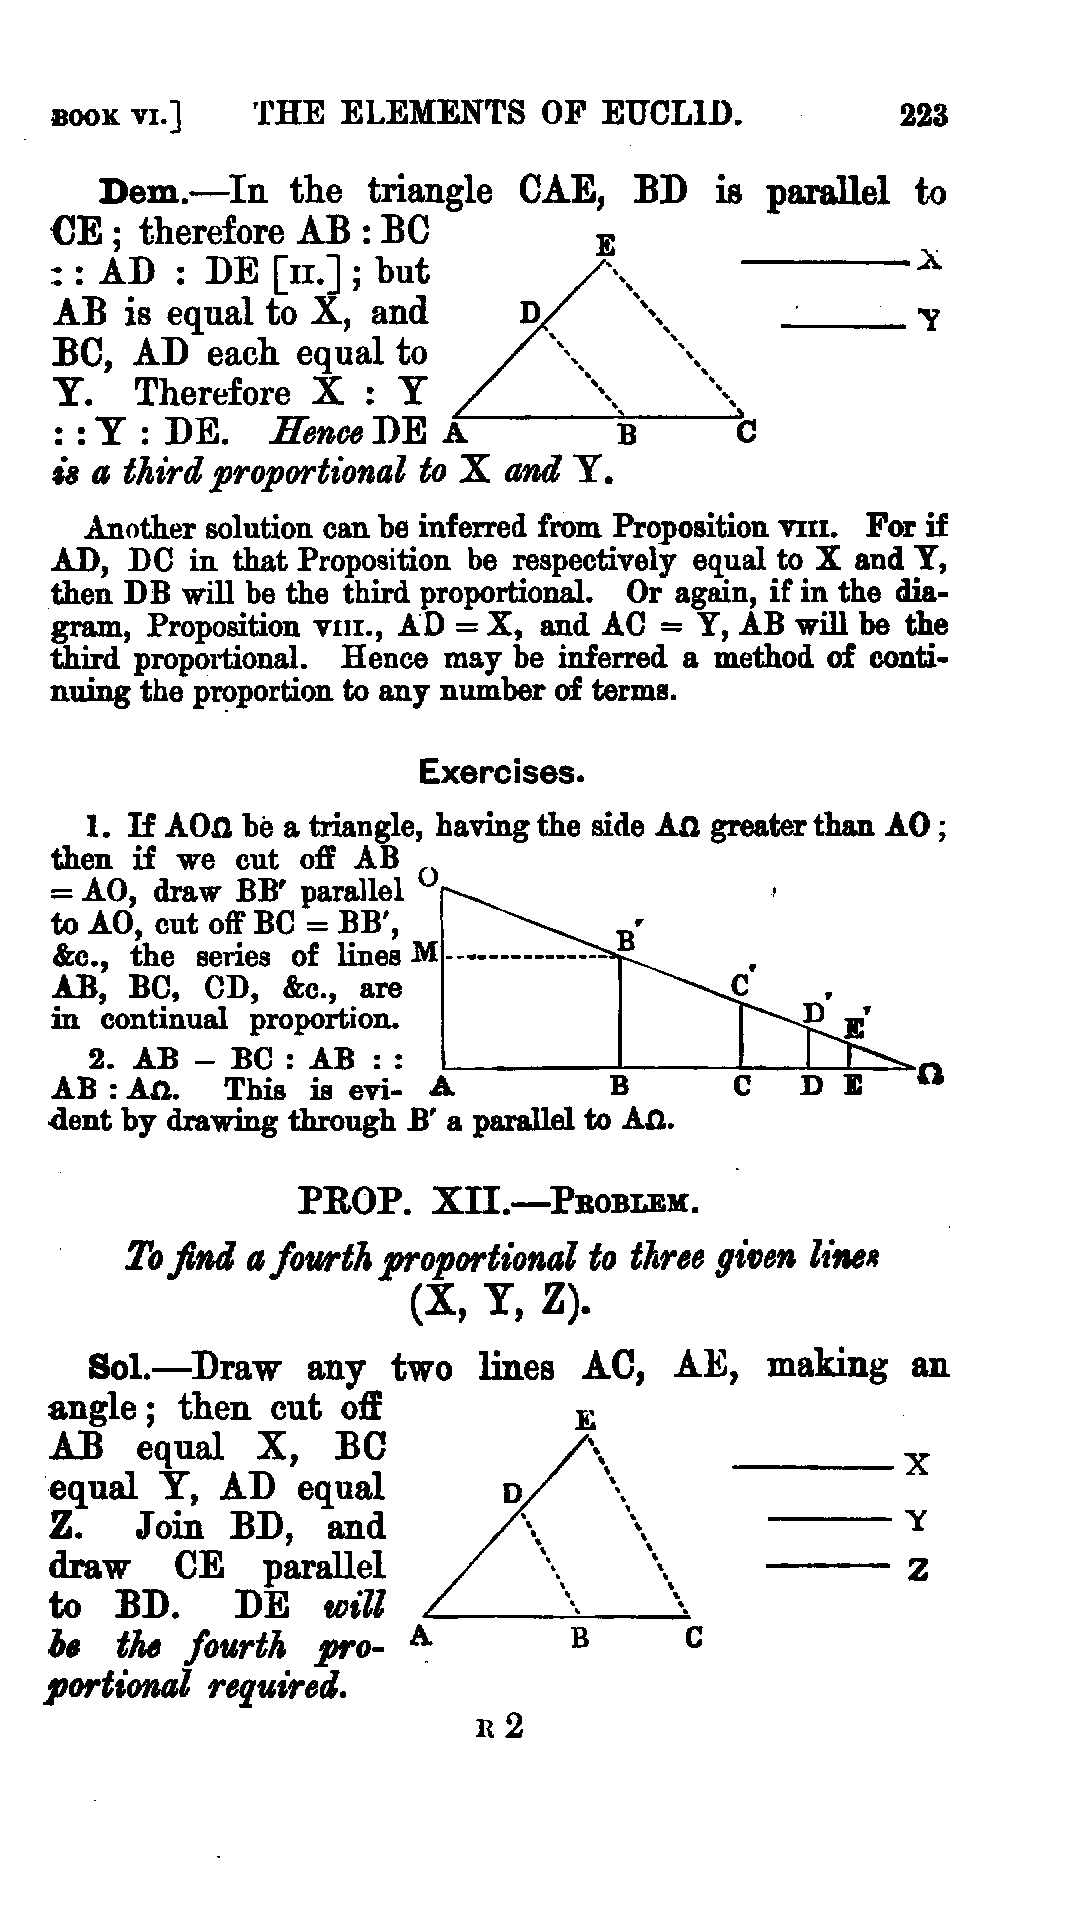 BOOK VI.] THE ELEMENTS OF EUCLID. 223
Dem.—In the triangle CAE, BD is parallel to
CE; therefore AB : BC
:: AD : DE [II.]; but
AB is equal to X, and
BC, AD each equal to
Y. Therefore X : Y
:: Y : DE. Hence DE
is a third proportional to X and Y.
E
D
A
B
C
X
Y
Another solution can be inferred from Proposition VIII. For if
AD, DC in that Proposition be respectively equal to X and Y,
then DB will be the third proportional. Or again, if in the dia-
gram, Proposition VIII., AD = X, and AC = Y, AB will be the
third proportional. Hence may be inferred a method of conti-
nuing the proportion to any number of terms.
Exercises.
1. If AOΩ be a triangle, having the side AΩ greater than AO;
then if we cut off AB
= AO, draw BB′ parallel
to AO, cut off BC = BB′,
&c., the series of lines
AB, BC, CD, &c., are
in continual proportion.
2. AB – BC : AB ::
AB : AΩ. This is evi-
dent by drawing through B′ a parallel to AΩ.
O
M
B′
C′
D′
E′
A
B
C
D
E
Ω
PROP. XII.—PROBLEM.
To find a fourth proportional to three given lines
(X, Y, Z).
Sol.—Draw any two lines AC, AE, making an
angle; then cut off
AB equal X, BC
equal Y, AD equal
Z. Join BD, and
draw CE parallel
to BD. DE will
be the fourth pro-
portional required.
E
D
A
B
C
X
Y
Z
R 2